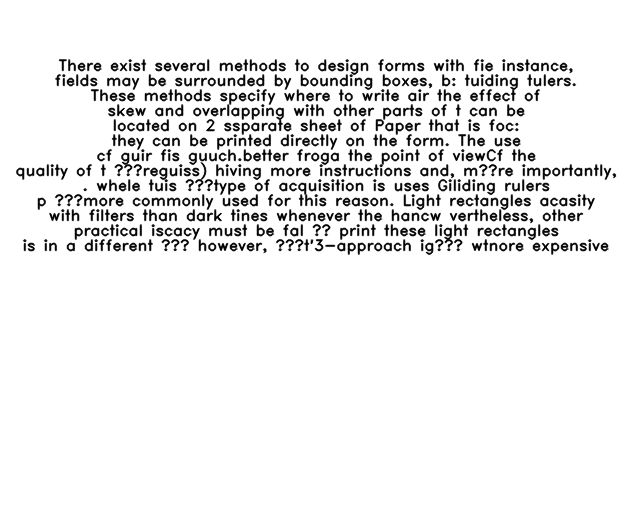 There exist several methods to design forms with fie instance,
fields may be surrounded by bounding boxes, b: tuiding tulers.
These methods specify where to write air the effect of
skew and overlapping with other parts of t can be
located on 2 ssparate sheet of Paper that is foc:
they can be printed directly on the form. The use
cf guir fis guuch.better froga the point of viewCf the
quality of t ???reguiss) hiving more instructions and, m??re importantly,
. whele tuis ???type of acquisition is uses Giliding rulers
p ???more commonly used for this reason. Light rectangles acasity
with filters than dark tines whenever the hancw vertheless, other
practical iscacy must be fal ?? print these light rectangles
is in a different ??? however, ???t'3-approach ig??? wtnore expensive